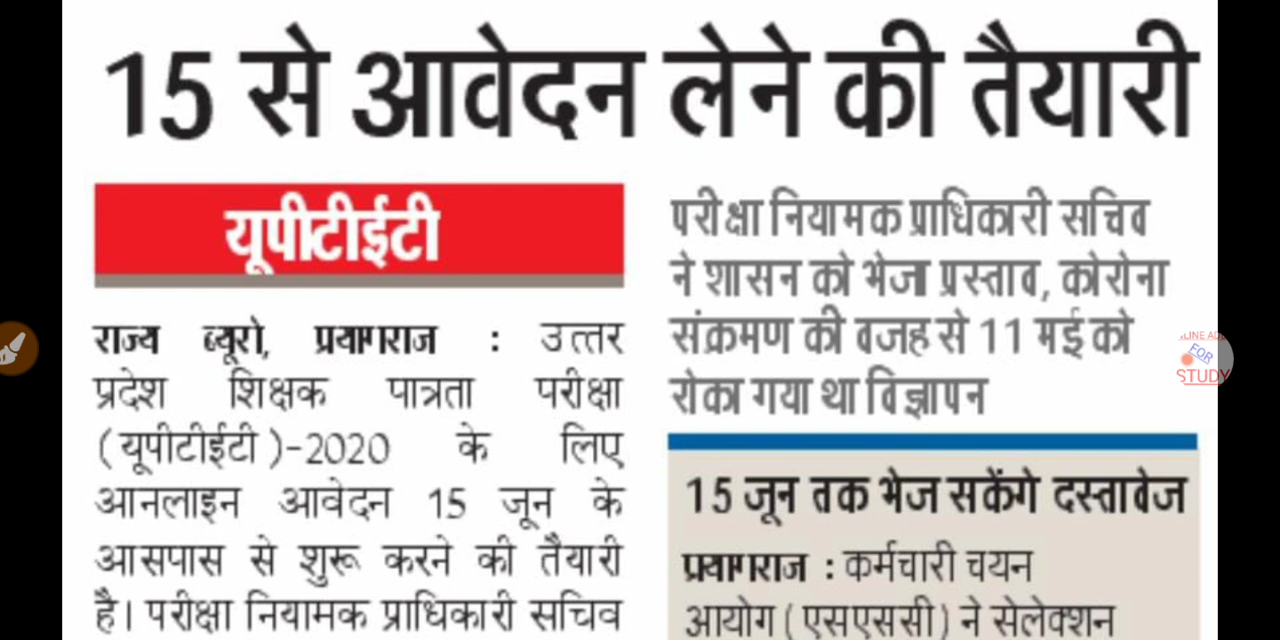 15 से आवेदन लेने की तैयारी
यूपीटीईटी
राज्य ब्यूरो, प्रयागराज : उत्तर
प्रदेश शिक्षक पात्रता परीक्षा
(यूपीटीईटी)-2020 के लिए
आनलाइन आवेदन 15 जून के
आसपास से शुरू करने की तैयारी
है। परीक्षा नियामक प्राधिकारी सचिव
परीक्षा नियामक प्राधिकारी सचिव
ने शासन को भेजा प्रस्ताव, कोरोना
संक्रमण की वजह से 11 मई को
रोका गया था विज्ञापन
15 जून तक भेज सकेंगे दस्तावेज
प्रयागराज : कर्मचारी चयन
आयोग (एसएससी) ने सेलेक्शन
FOR
STUDY